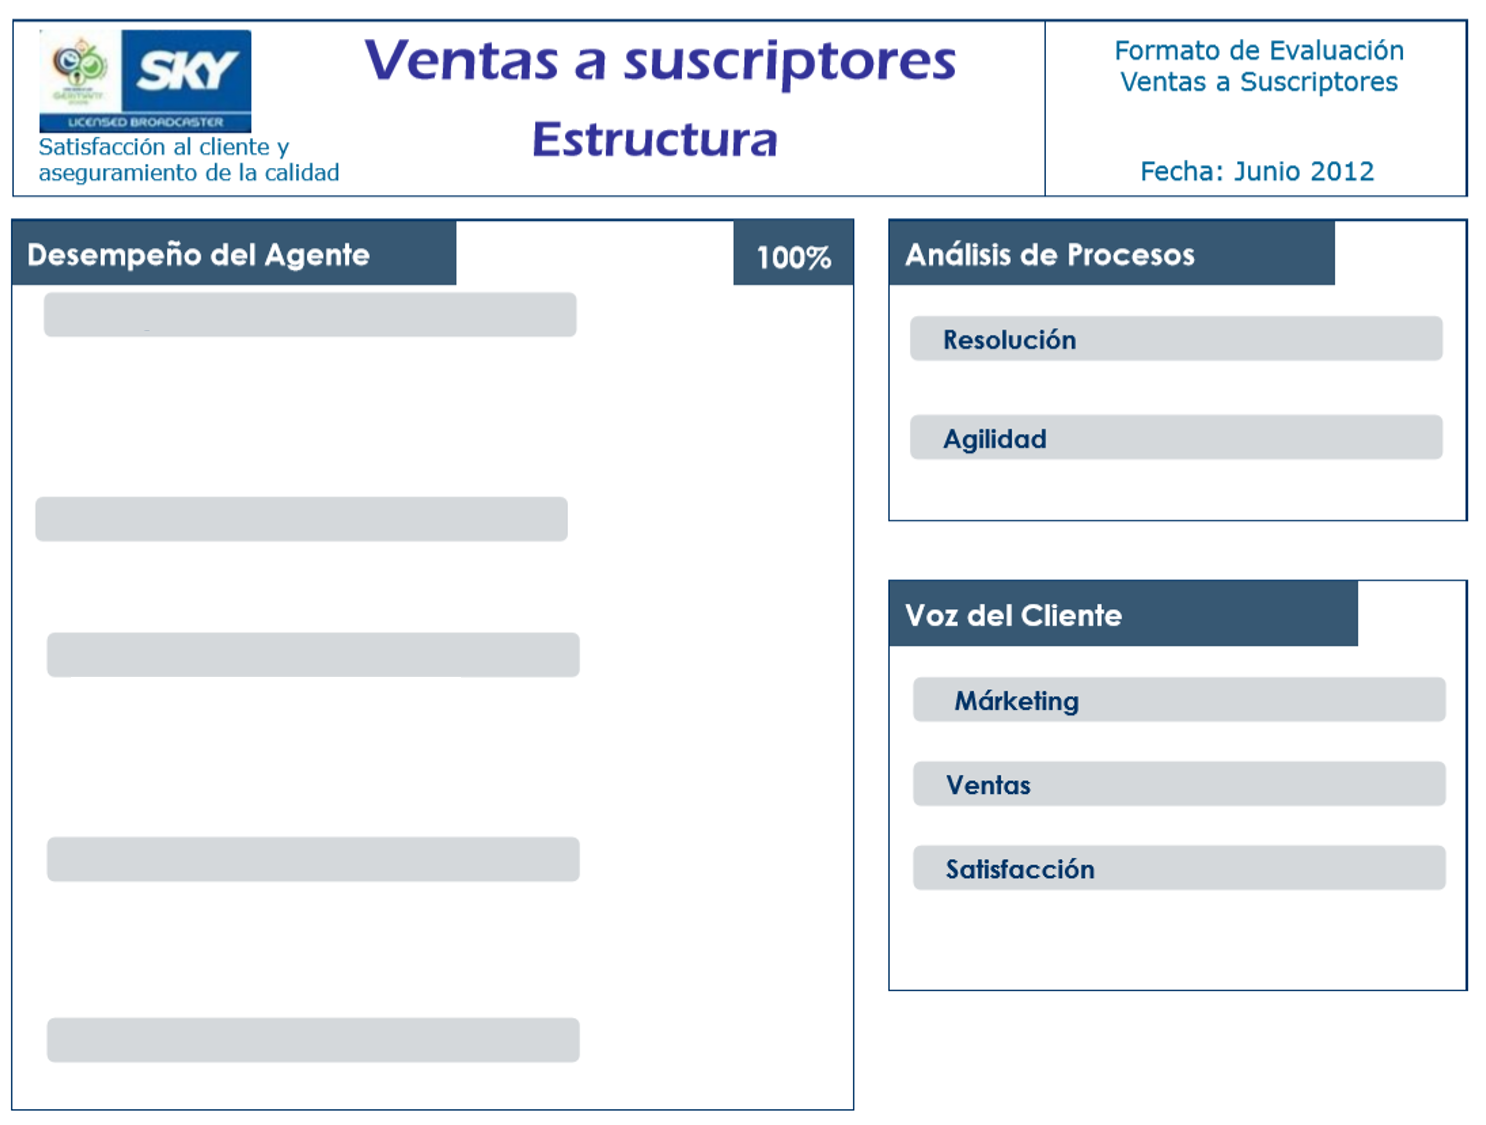 SKY
LICENSED BROADCASTER
Satisfacción al cliente y
aseguramiento de la calidad
Ventas a suscriptores
Estructura
Formato de Evaluación
Ventas a Suscriptores
Fecha: Junio 2012
Desempeño del Agente
100%
Análisis de Procesos
Resolución
Agilidad
Voz del Cliente
Márketing
Ventas
Satisfacción